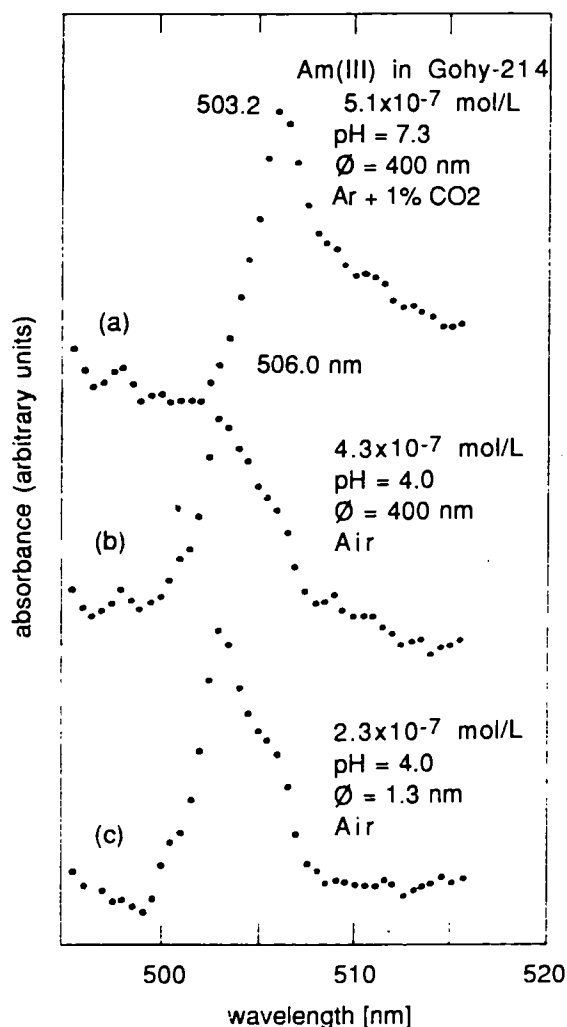 Am(III) in Gohy-214
503.2
5.1x10-7 mol/L
pH = 7.3
Ø = 400 nm
Ar + 1% CO2
(a)
506.0 nm
4.3x10-7 mol/L
pH = 4.0
Ø = 400 nm
Air
(b)
2.3x10-7 mol/L
pH = 4.0
Ø = 1.3 nm
Air
(c)
absorbance (arbitrary units)
500 510 520
wavelength [nm]